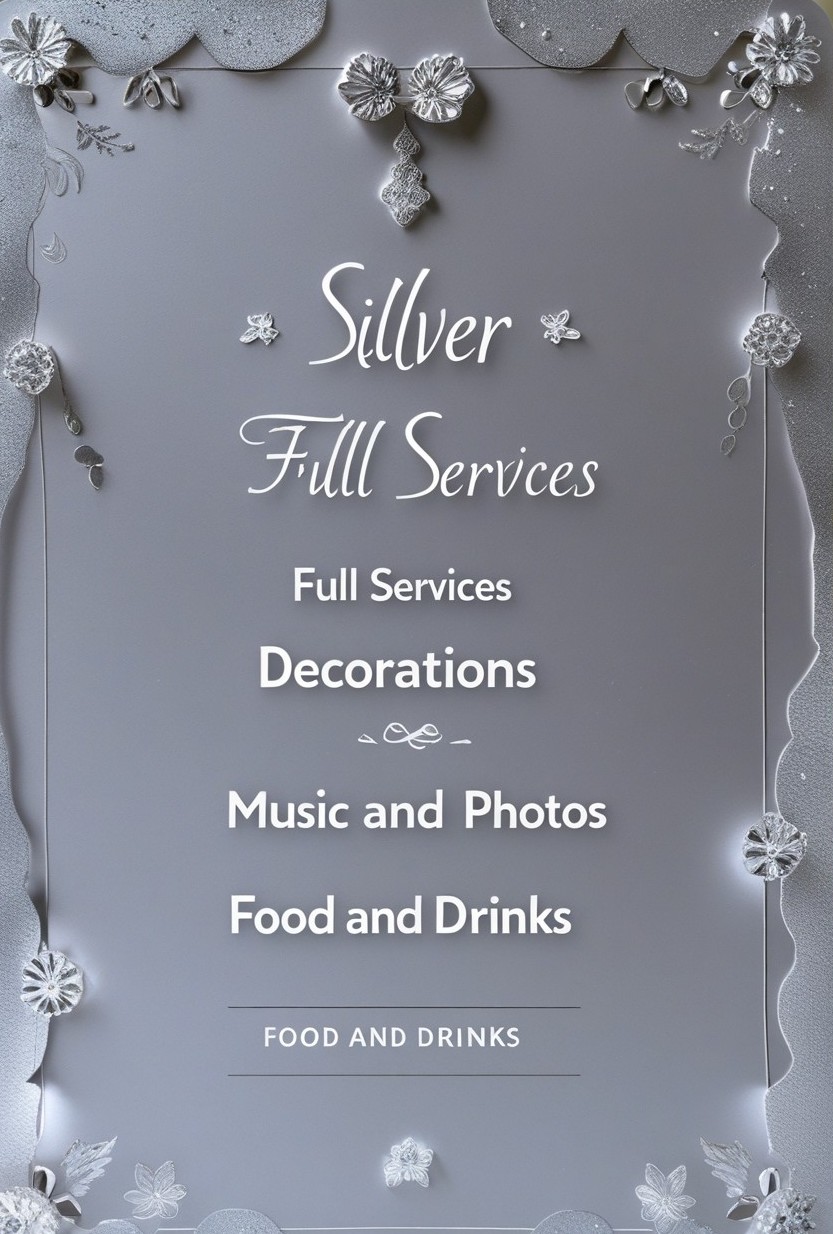 Sillver
Fulll Services
Full Services
Decorations
Music and Photos
Food and Drinks
FOOD AND DRINKS